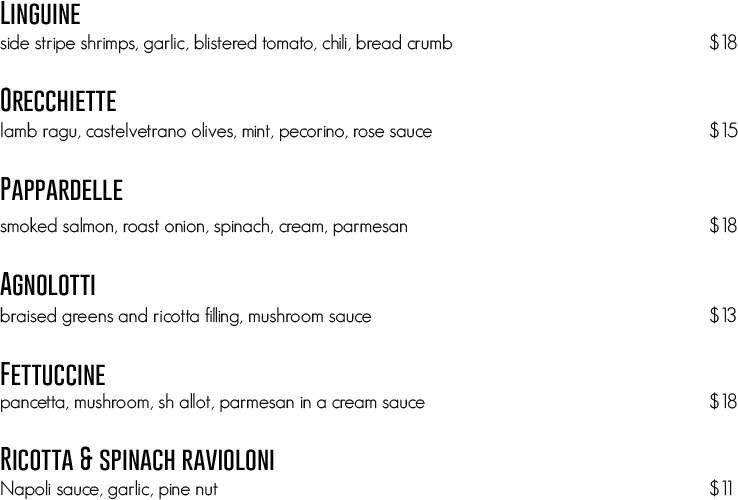 LINGUINE
side stripe shrimps, garlic, blistered tomato, chili, bread crumb $18
ORECCHIETTE
lamb ragu, castelvetrano olives, mint, pecorino, rose sauce $15
PAPPARDELLE
smoked salmon, roast onion, spinach, cream, parmesan $18
AGNOLOTTI
braised greens and ricotta filling, mushroom sauce $13
FETTUCCINE
pancetta, mushroom, sh allot, parmesan in a cream sauce $18
RICOTTA & SPINACH RAVIOLONI
Napoli sauce, garlic, pine nut $11